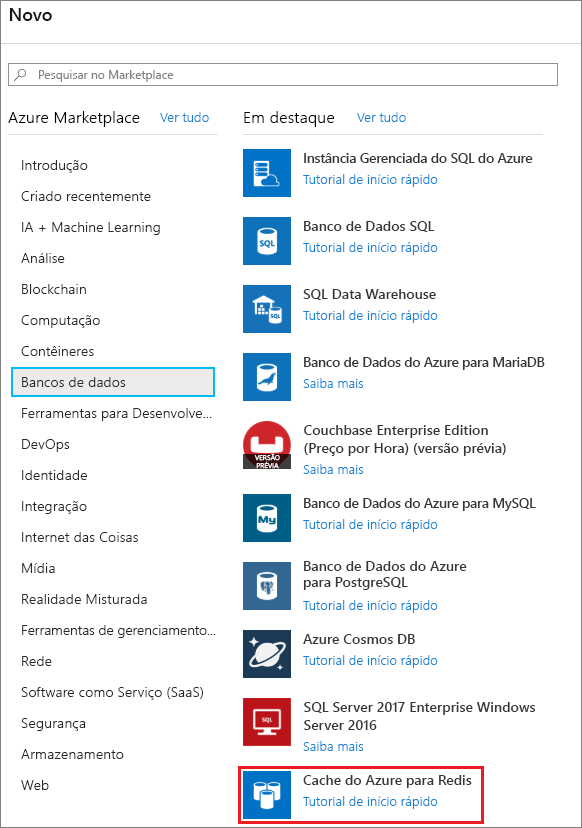 Novo
Pesquisar no Marketplace
Azure Marketplace
Ver tudo
Introdução
Criado recentemente
IA + Machine Learning
Análise
Blockchain
Computação
Contêineres
Bancos de dados
Ferramentas para Desenvolve...
DevOps
Identidade
Integração
Internet das Coisas
Mídia
Realidade Misturada
Ferramentas de gerenciamento...
Rede
Software como Serviço (SaaS)
Segurança
Armazenamento
Web
Em destaque
Ver tudo
Instância Gerenciada do SQL do Azure
Tutorial de início rápido
SQL
Banco de Dados SQL
Tutorial de início rápido
SQL
SQL Data Warehouse
Tutorial de início rápido
Banco de Dados do Azure para MariaDB
Saiba mais
VERSÃO
PRÉVIA
Couchbase Enterprise Edition
(Preço por Hora) (versão prévia)
Saiba mais
My
Banco de Dados do Azure para MySQL
Tutorial de início rápido
Banco de Dados do Azure
para PostgreSQL
Tutorial de início rápido
Azure Cosmos DB
Tutorial de início rápido
SQL
SQL Server 2017 Enterprise Windows
Server 2016
Saiba mais
Cache do Azure para Redis
Tutorial de início rápido